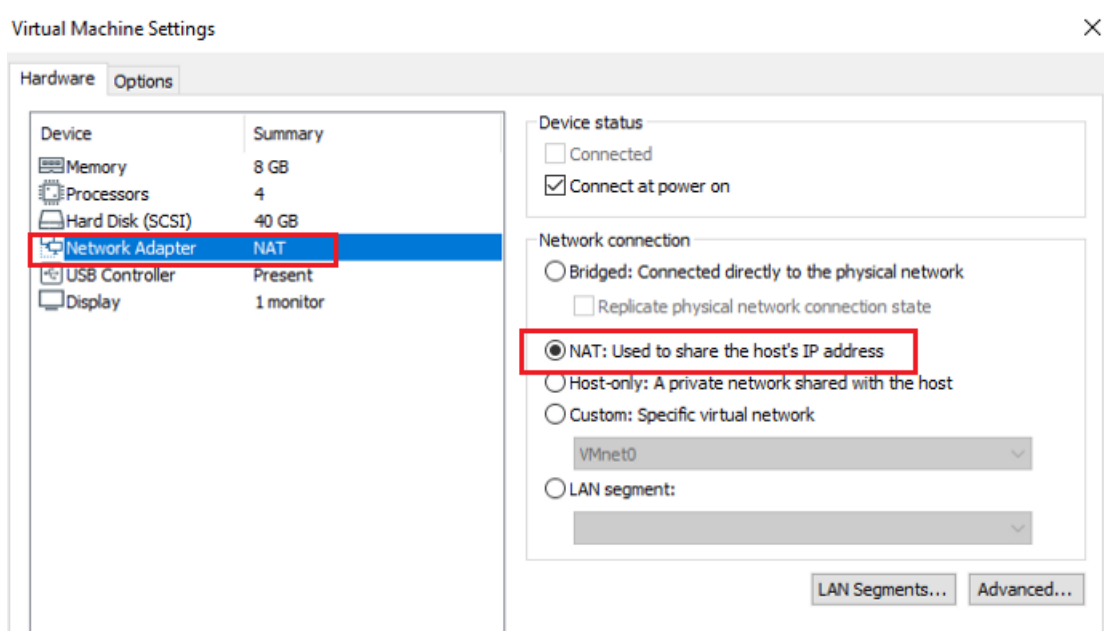 Virtual Machine Settings
Hardware Options
Device Summary
Memory 8 GB
Processors 4
Hard Disk (SCSI) 40 GB
Network Adapter NAT
USB Controller Present
Display 1 monitor
Device status
Connected
Connect at power on
Network connection
Bridged: Connected directly to the physical network
Replicate physical network connection state
NAT: Used to share the host's IP address
Host-only: A private network shared with the host
Custom: Specific virtual network
VMnet0
LAN segment:
LAN Segments... Advanced...